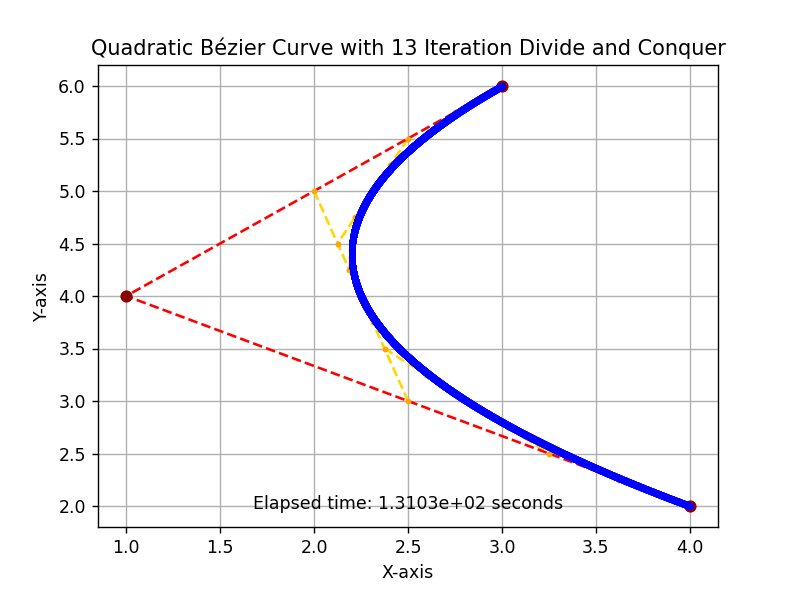 Quadratic Bézier Curve with 13 Iteration Divide and Conquer
6.0
5.5
5.0
4.5
4.0
3.5
3.0
2.5
2.0
Y-axis
Elapsed time: 1.3103e+02 seconds
1.0 1.5 2.0 2.5 3.0 3.5 4.0
X-axis